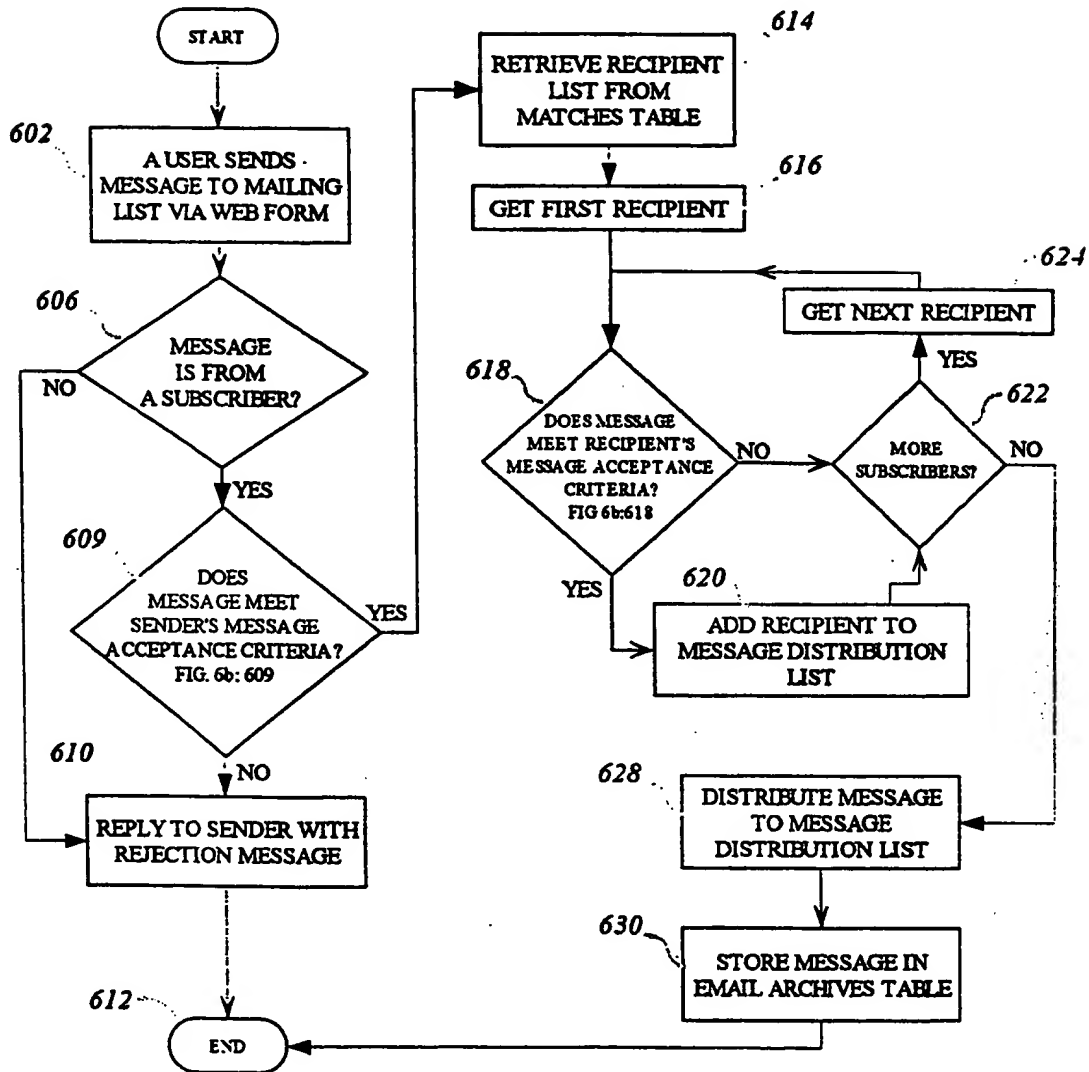 START
602
A USER SENDS
MESSAGE TO MAILING
LIST VIA WEB FORM
606
MESSAGE
IS FROM
A SUBSCRIBER?
NO
YES
609
DOES
MESSAGE MEET
SENDER'S MESSAGE
ACCEPTANCE CRITERIA?
FIG. 6b: 609
YES
NO
610
REPLY TO SENDER WITH
REJECTION MESSAGE
612
END
614
RETRIEVE RECIPIENT
LIST FROM
MATCHES TABLE
616
GET FIRST RECIPIENT
624
GET NEXT RECIPIENT
YES
618
DOES MESSAGE
MEET RECIPIENT'S
MESSAGE ACCEPTANCE
CRITERIA?
FIG 6b:618
NO
YES
622
MORE
SUBSCRIBERS?
NO
620
ADD RECIPIENT TO
MESSAGE DISTRIBUTION
LIST
628
DISTRIBUTE MESSAGE
TO MESSAGE
DISTRIBUTION LIST
630
STORE MESSAGE IN
EMAIL ARCHIVES TABLE